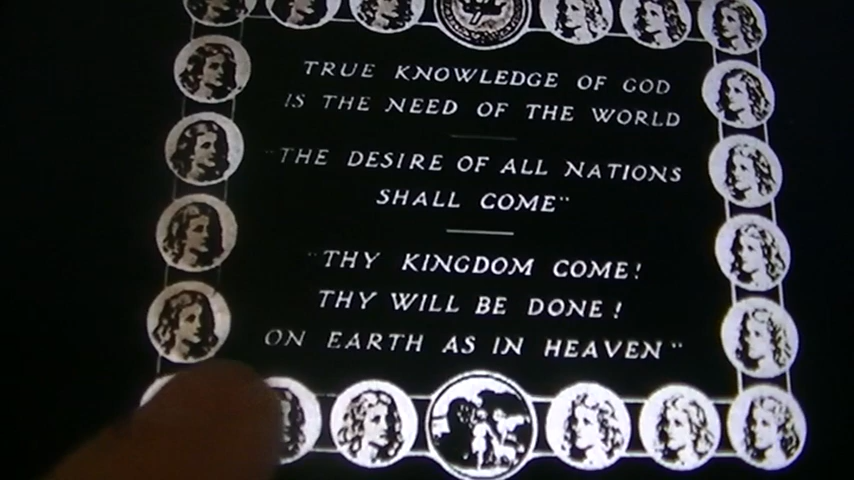 TRUE KNOWLEDGE OF GOD
IS THE NEED OF THE WORLD
"THE DESIRE OF ALL NATIONS
SHALL COME"
"THY KINGDOM COME!
THY WILL BE DONE!
ON EARTH AS IN HEAVEN"